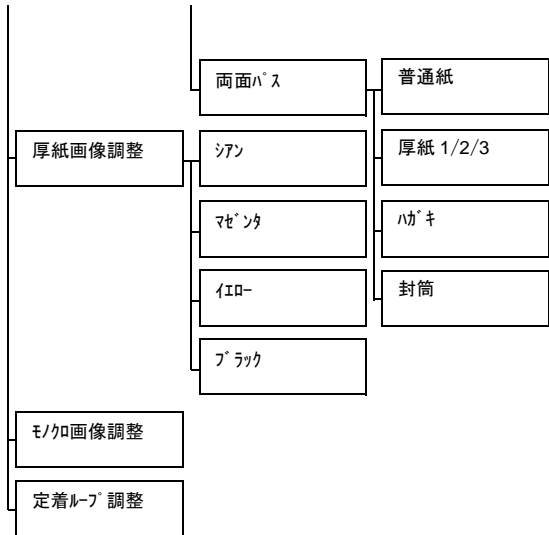 両面ﾊﾟｽ
普通紙
厚紙画像調整
ｼｱﾝ
厚紙 1/2/3
ﾏｾﾞﾝﾀ
ﾊｶﾞｷ
ｲｴﾛｰ
封筒
ﾌﾞﾗｯｸ
ﾓﾉｸﾛ画像調整
定着ﾙｰﾌﾟ調整